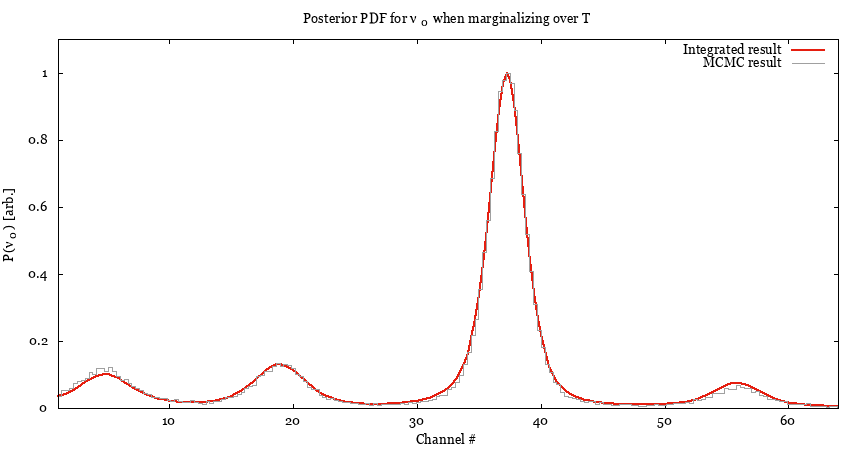 Posterior PDF for ν o when marginalizing over T
Integrated result
MCMC result
1
0.8
0.6
0.4
0.2
0
P(ν o) [arb.]
10 20 30 40 50 60
Channel #